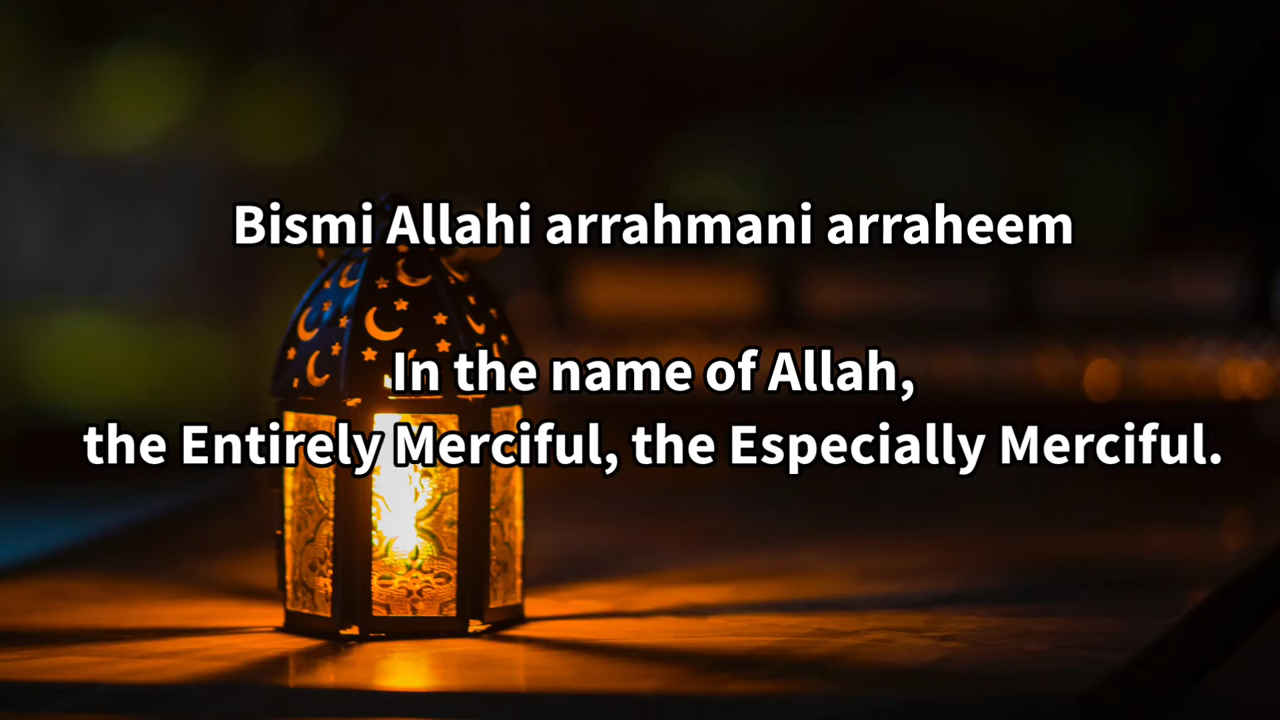 Bismi Allahi arrahmani arraheem
In the name of Allah,
the Entirely Merciful, the Especially Merciful.